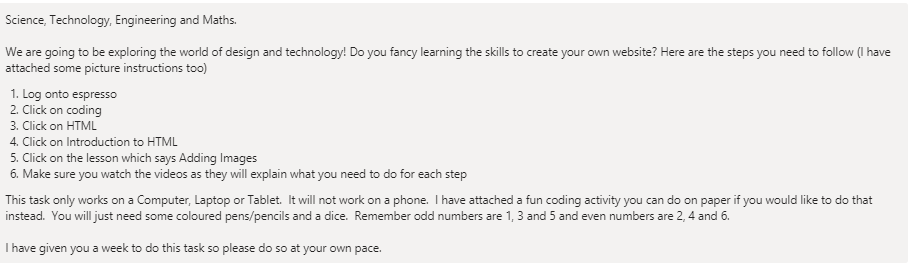 Science, Technology, Engineering and Maths.
We are going to be exploring the world of design and technology! Do you fancy learning the skills to create your own website? Here are the steps you need to follow (I have
attached some picture instructions too)
1. Log onto espresso
2. Click on coding
3. Click on HTML
4. Click on Introduction to HTML
5. Click on the lesson which says Adding Images
6. Make sure you watch the videos as they will explain what you need to do for each step
This task only works on a Computer, Laptop or Tablet.  It will not work on a phone.  I have attached a fun coding activity you can do on paper if you would like to do that
instead.  You will just need some coloured pens/pencils and a dice.  Remember odd numbers are 1, 3 and 5 and even numbers are 2, 4 and 6.
I have given you a week to do this task so please do so at your own pace.